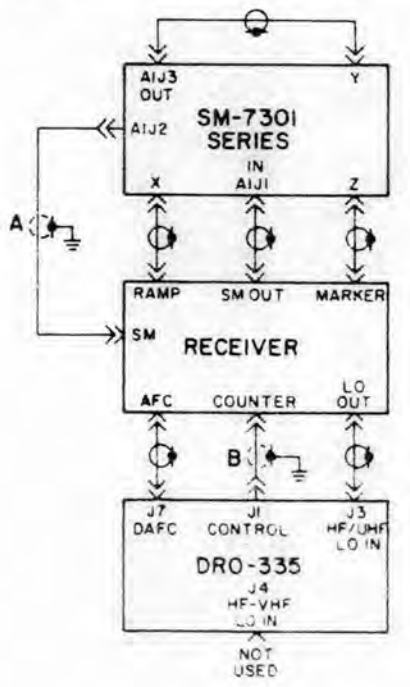 A1J3
OUT
Y
A1J2
SM-7301
SERIES
IN
X
A1J1
Z
A
RAMP
SM OUT
MARKER
SM
RECEIVER
AFC
COUNTER
LO
OUT
B
J7
DAFC
J1
CONTROL
J3
HF/UHF
LO IN
DRO-335
J4
HF-VHF
LO IN
NOT
USED